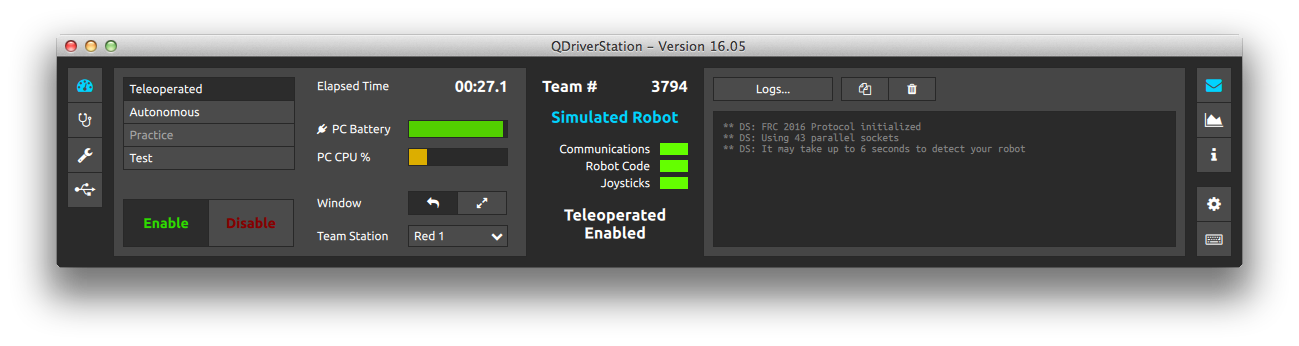 QDriverStation – Version 16.05
Teleoperated
Autonomous
Practice
Test
Enable
Disable
Elapsed Time 00:27.1
PC Battery
PC CPU %
Window
Team Station Red 1
Team # 3794
Simulated Robot
Communications
Robot Code
Joysticks
Teleoperated
Enabled
Logs...
** DS: FRC 2016 Protocol initialized
** DS: Using 43 parallel sockets
** DS: It may take up to 6 seconds to detect your robot